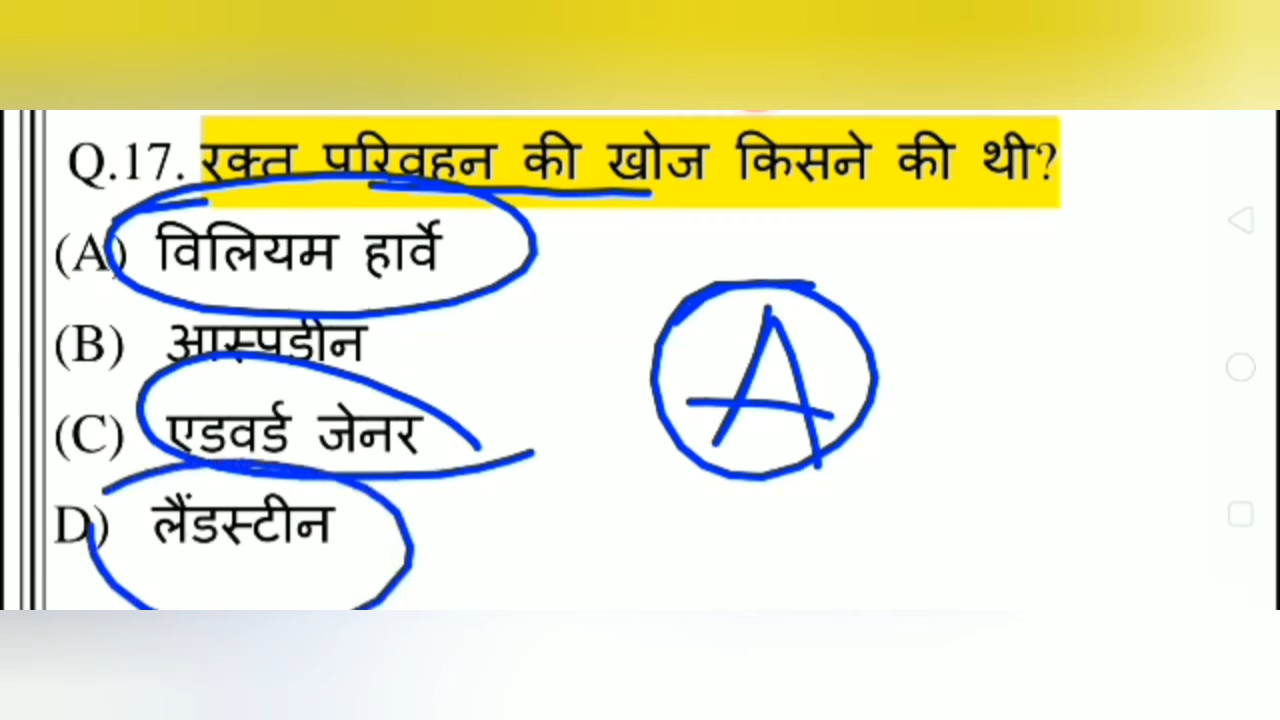 Q.17. रक्त परिवहन की खोज किसने की थी?
(A) विलियम हार्वे
(B) आस्पडीन
(C) एडवर्ड जेनर
D) लैंडस्टीन
A